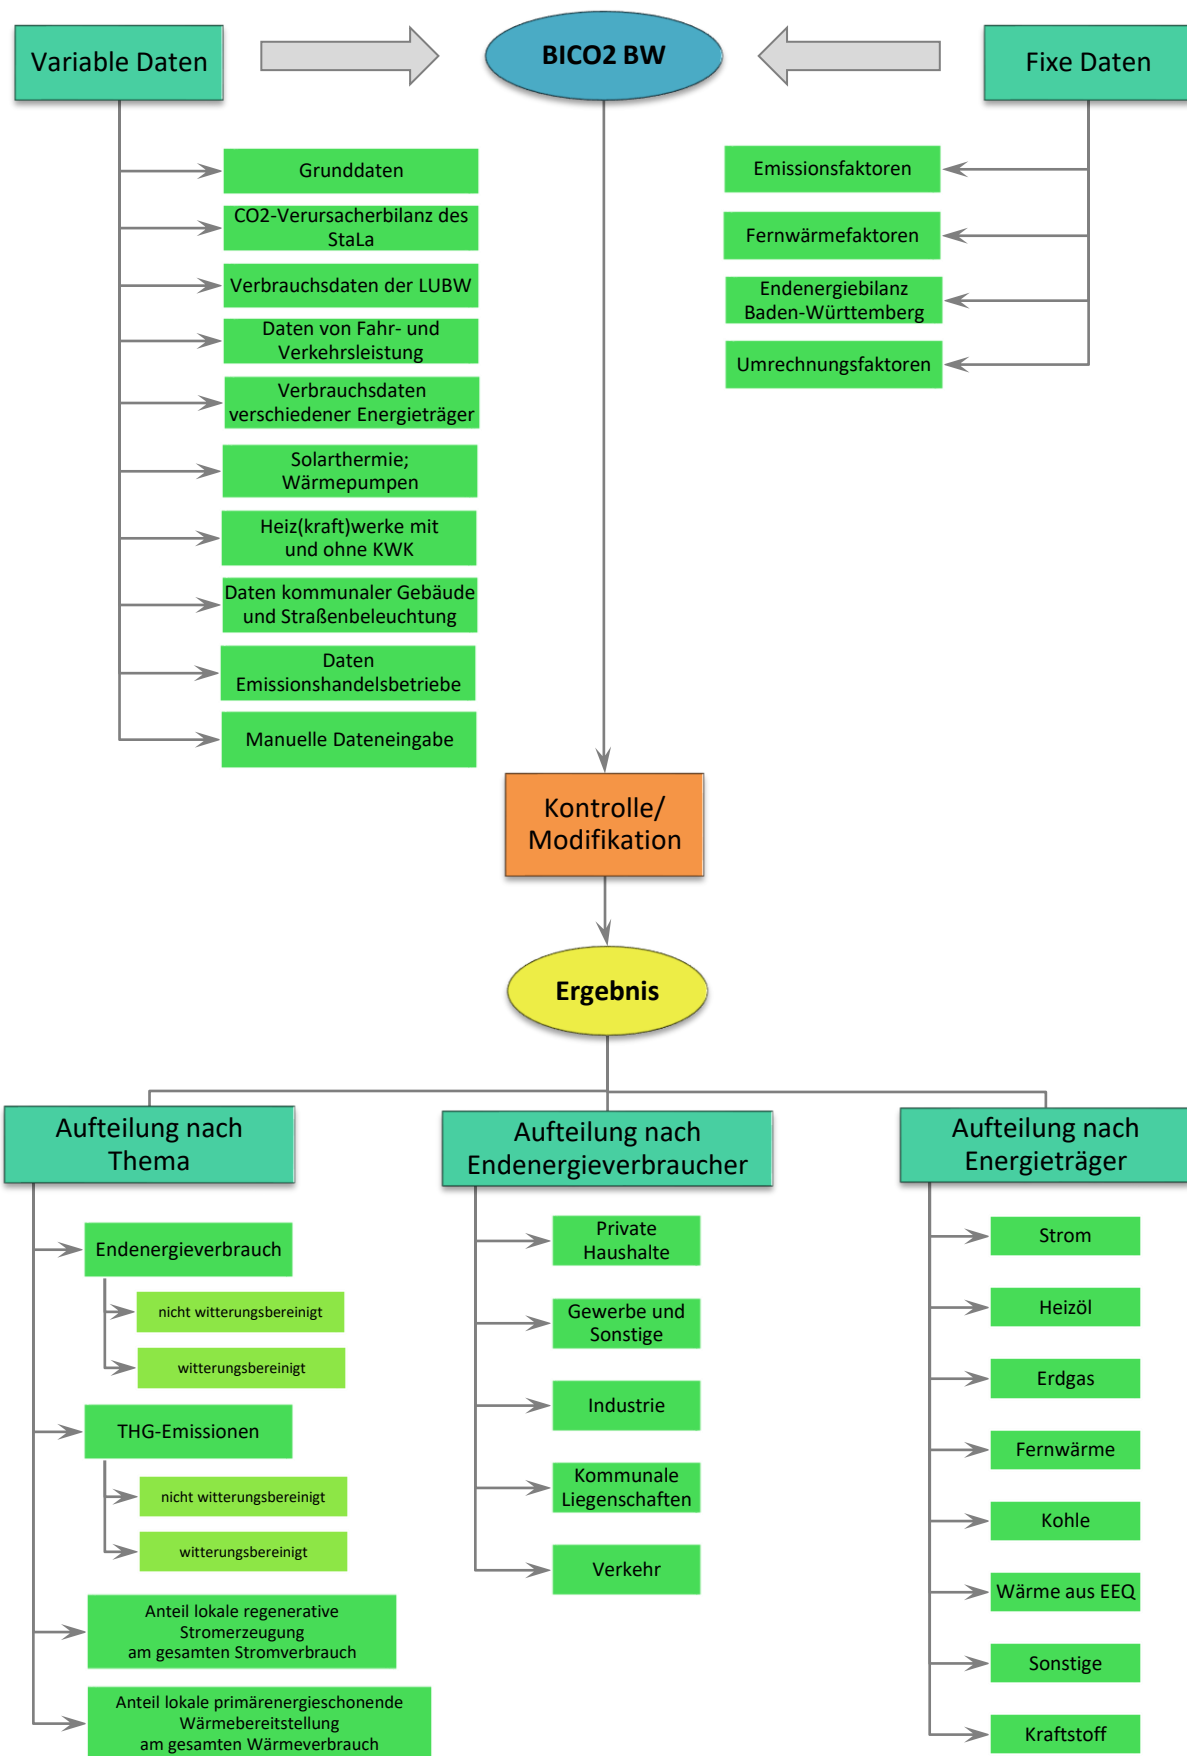 Variable Daten
BICO2 BW
Fixe Daten
Grunddaten
CO2-Verursacherbilanz des
StaLa
Verbrauchsdaten der LUBW
Daten von Fahr- und
Verkehrsleistung
Verbrauchsdaten
verschiedener Energieträger
Solarthermie;
Wärmepumpen
Heiz(kraft)werke mit
und ohne KWK
Daten kommunaler Gebäude
und Straßenbeleuchtung
Daten
Emissionshandelsbetriebe
Manuelle Dateneingabe
Emissionsfaktoren
Fernwärmefaktoren
Endenergiebilanz
Baden-Württemberg
Umrechnungsfaktoren
Kontrolle/
Modifikation
Ergebnis
Aufteilung nach
Thema
Endenergieverbrauch
nicht witterungsbereinigt
witterungsbereinigt
THG-Emissionen
nicht witterungsbereinigt
witterungsbereinigt
Anteil lokale regenerative
Stromerzeugung
am gesamten Stromverbrauch
Anteil lokale primärenergieschonende
Wärmebereitstellung
am gesamten Wärmeverbrauch
Aufteilung nach
Endenergieverbraucher
Private
Haushalte
Gewerbe und
Sonstige
Industrie
Kommunale
Liegenschaften
Verkehr
Aufteilung nach
Energieträger
Strom
Heizöl
Erdgas
Fernwärme
Kohle
Wärme aus EEQ
Sonstige
Kraftstoff